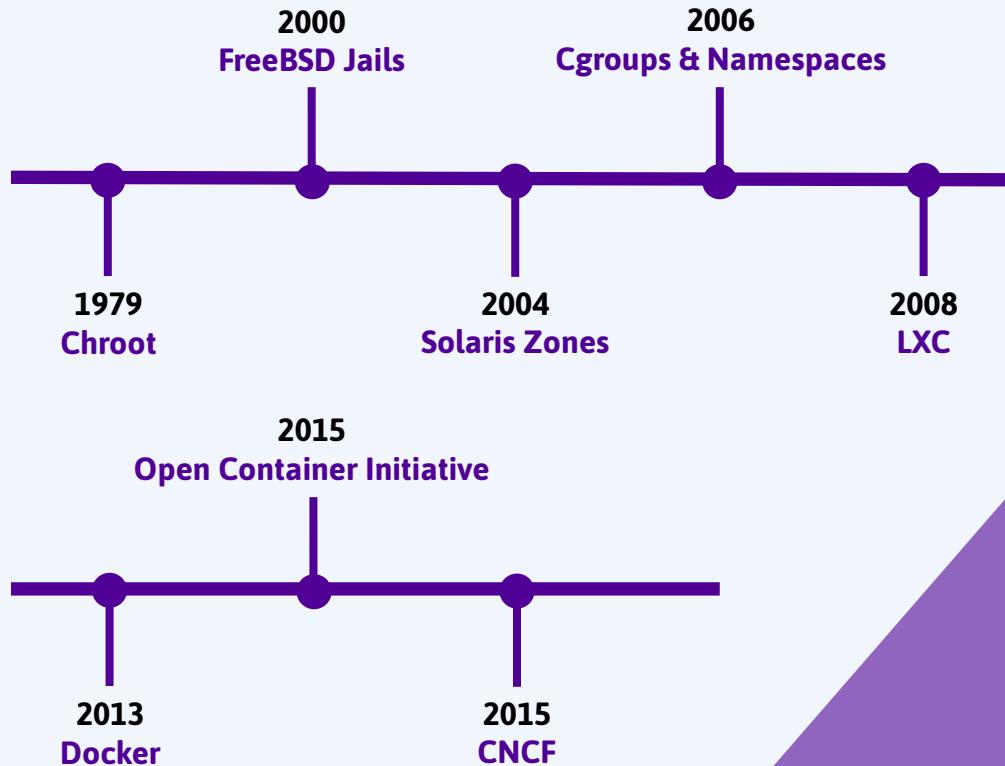 2000
FreeBSD Jails
2006
Cgroups & Namespaces
1979
Chroot
2004
Solaris Zones
2008
LXC
2015
Open Container Initiative
2013
Docker
2015
CNCF